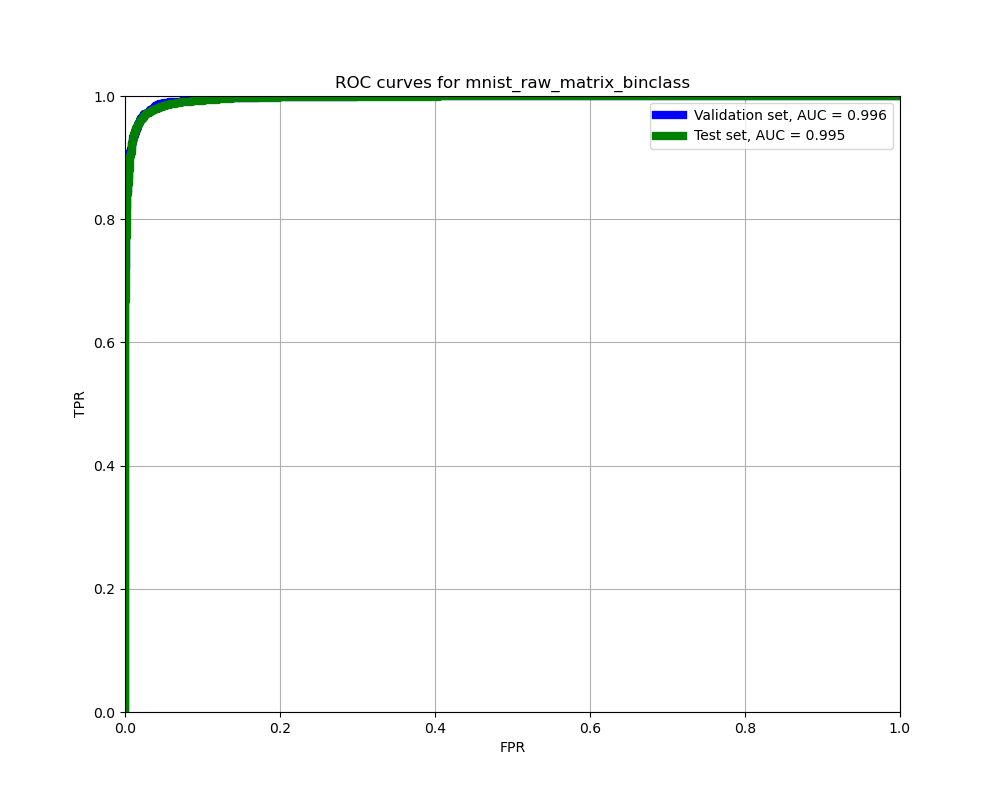 ROC curves for mnist_raw_matrix_binclass
1.0
Validation set, AUC = 0.996
Test set, AUC = 0.995
0.8
0.6
TPR
0.4
0.2
0.0
0.0 0.2 0.4 0.6 0.8 1.0
FPR